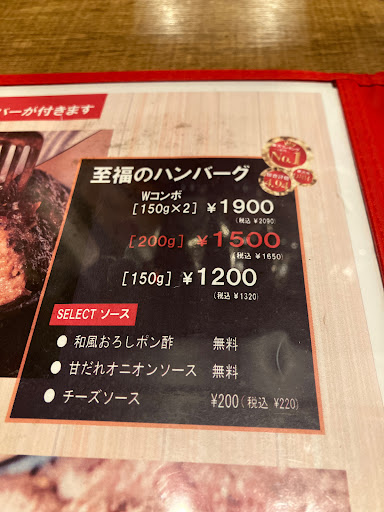 バーが付きます
No.1
至福のハンバーグ
Wコンボ
[150g×2] ¥1900
(税込 ¥2090)
[200g] ¥1500
(税込 ¥1650)
[150g] ¥1200
(税込 ¥1320)
SELECT ソース
● 和風おろしポン酢 無料
● 甘だれオニオンソース 無料
● チーズソース ¥200(税込 ¥220)